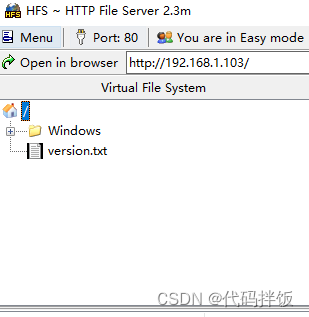 HFS ~ HTTP File Server 2.3m
Menu Port: 80 You are in Easy mode
Open in browser http://192.168.1.103/
Virtual File System
/
Windows
version.txt
CSDN @代码拌饭